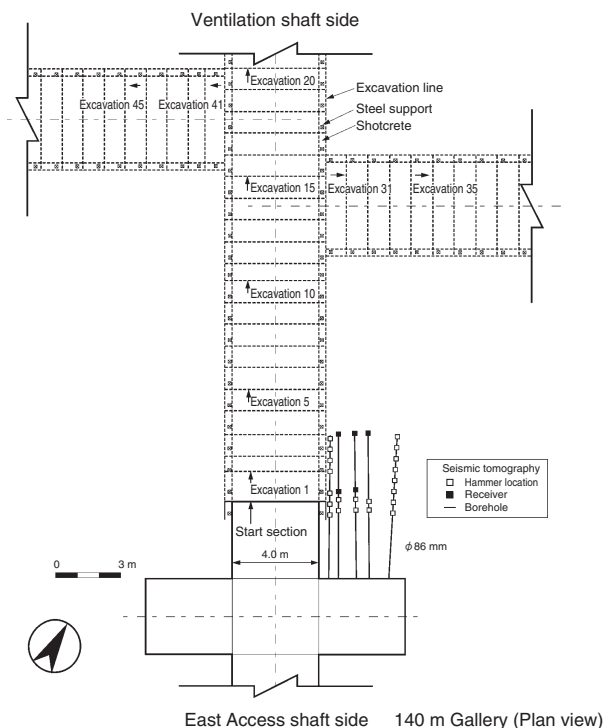 Ventilation shaft side
Excavation 20
Excavation line
Excavation 45
Excavation 41
Steel support
Shotcrete
Excavation 15
Excavation 31
Excavation 35
Excavation 10
Excavation 5
Seismic tomography
Hammer location
Receiver
Borehole
Excavation 1
Start section
φ86 mm
4.0 m
0 3 m
East Access shaft side 140 m Gallery (Plan view)